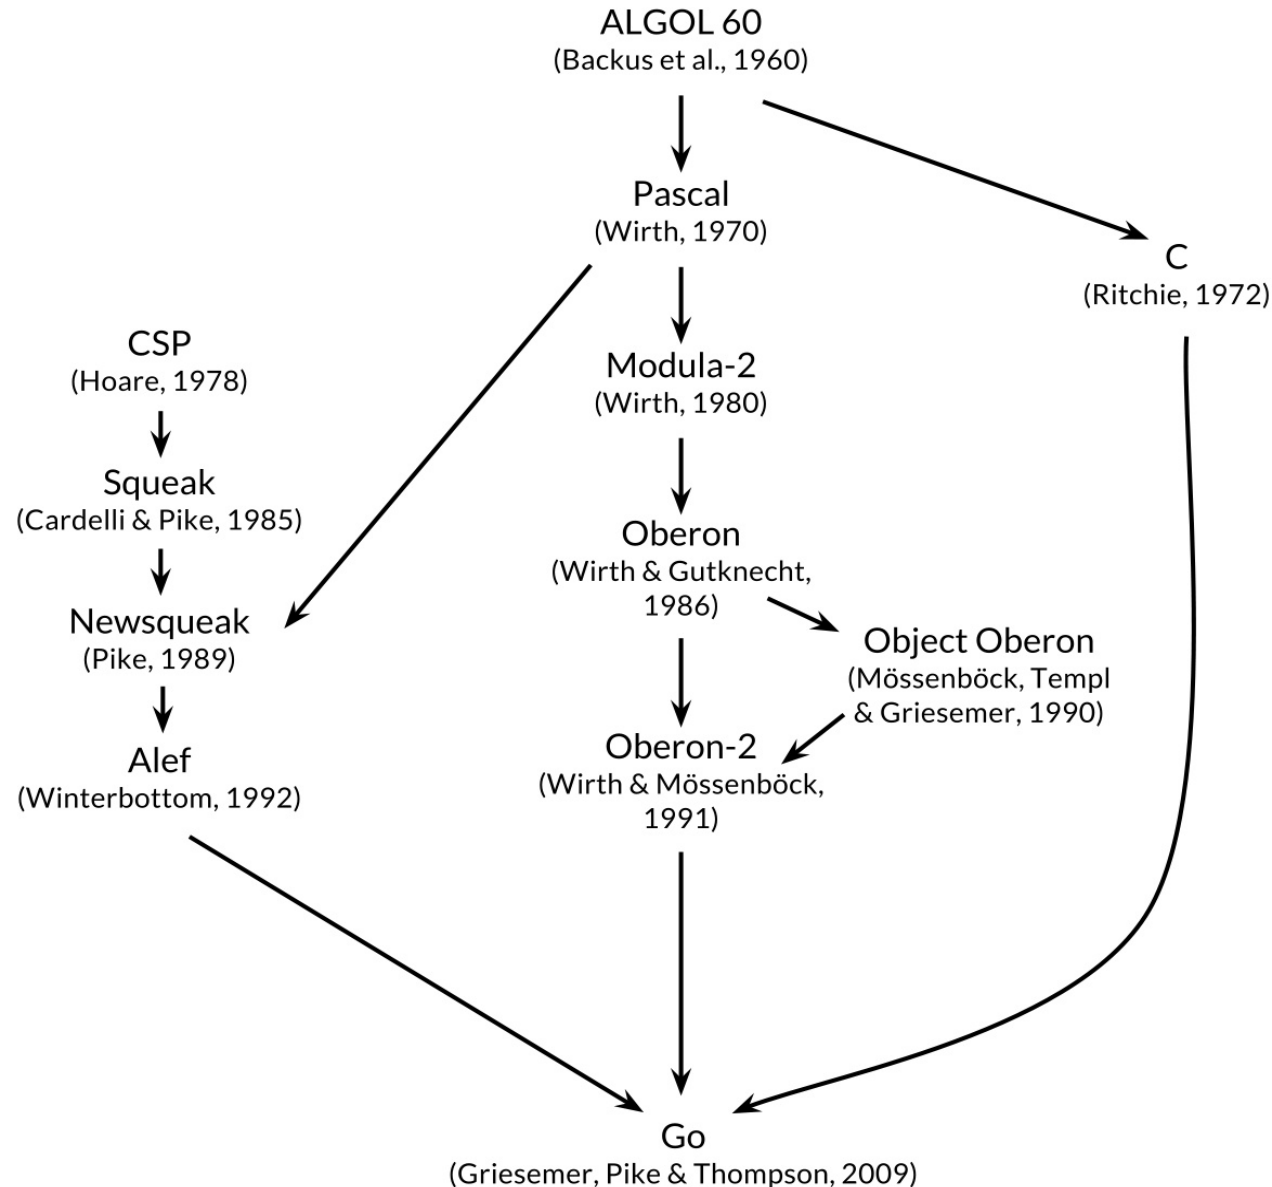 ALGOL 60
(Backus et al., 1960)
Pascal
(Wirth, 1970)
C
(Ritchie, 1972)
CSP
(Hoare, 1978)
Modula-2
(Wirth, 1980)
Squeak
(Cardelli & Pike, 1985)
Oberon
(Wirth & Gutknecht,
1986)
Newsqueak
(Pike, 1989)
Object Oberon
(Mössenböck, Templ
& Griesemer, 1990)
Alef
(Winterbottom, 1992)
Oberon-2
(Wirth & Mössenböck,
1991)
Go
(Griesemer, Pike & Thompson, 2009)